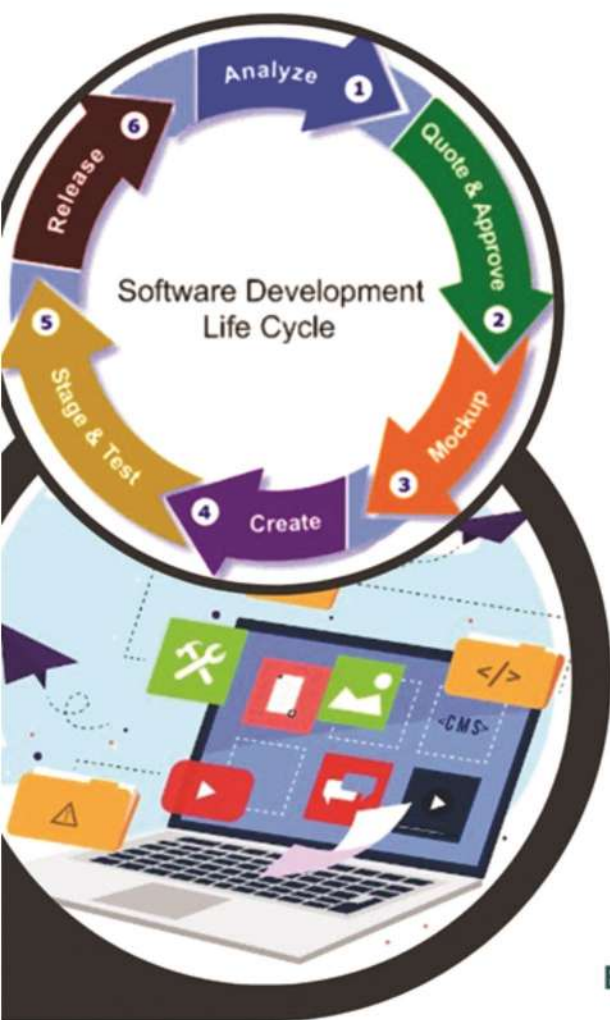 Analyze 1
Quote & Approve 2
Mockup 3
Create 4
Stage & Test 5
Release 6
Software Development
Life Cycle
</>
<CMS>
E